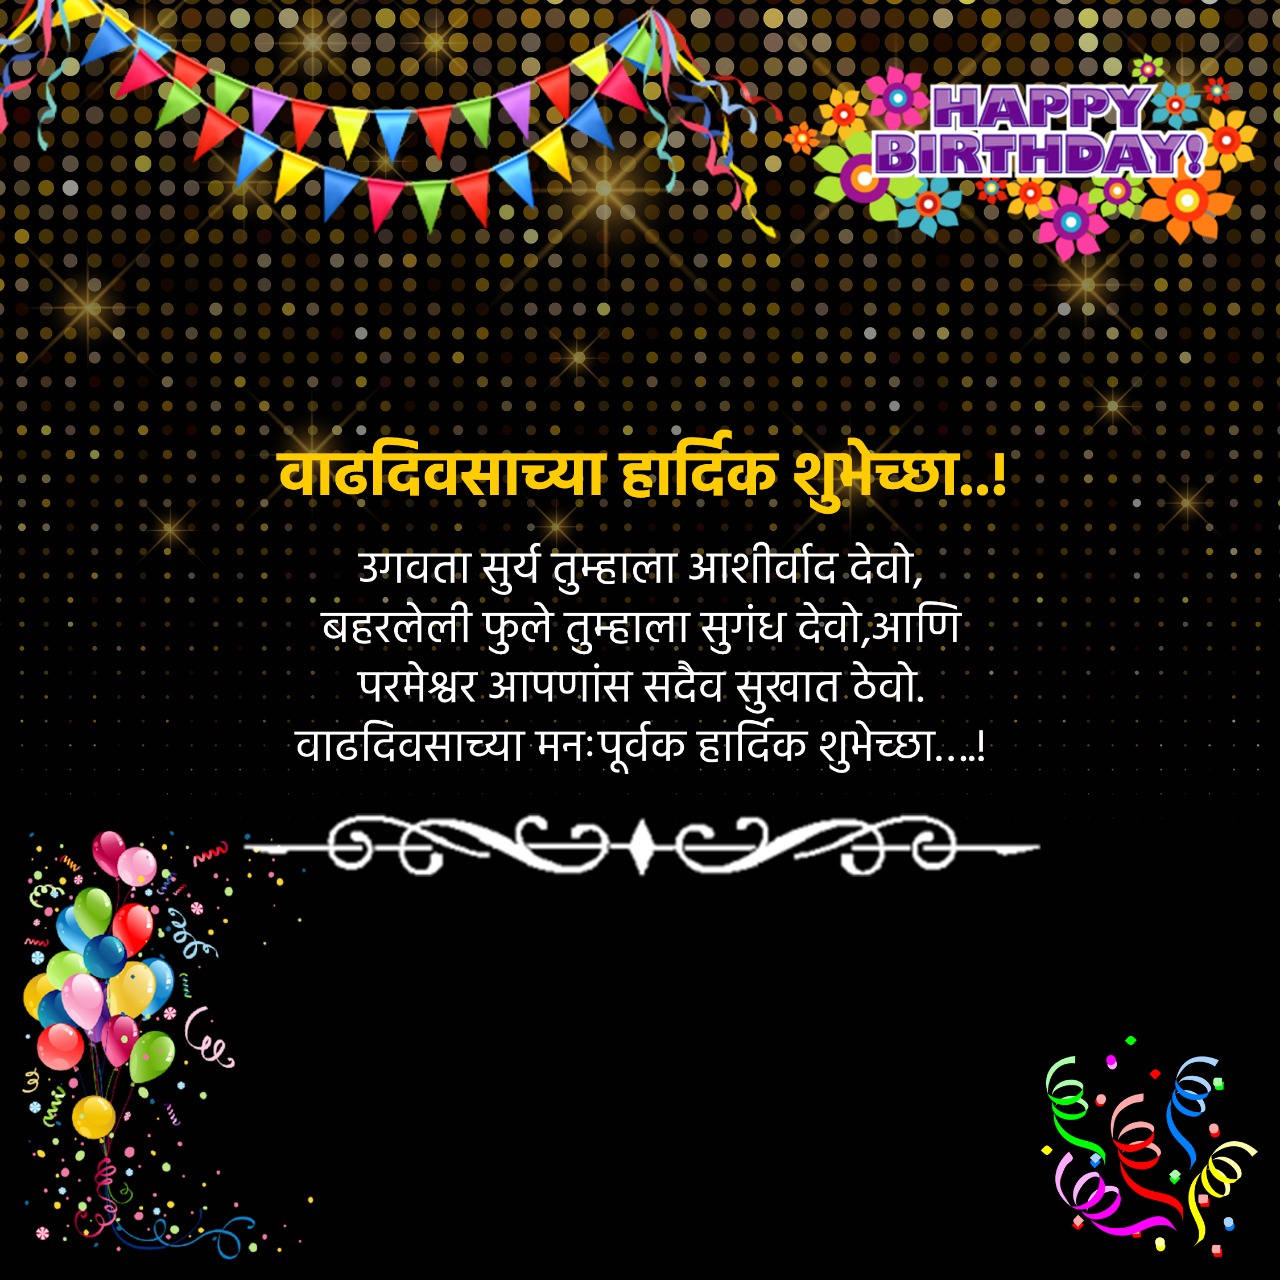 HAPPY
BIRTHDAY!
वाढदिवसाच्या हार्दिक शुभेच्छा..!
उगवता सुर्य तुम्हाला आशीर्वाद देवो,
बहरलेली फुले तुम्हाला सुगंध देवो,आणि
परमेश्वर आपणांस सदैव सुखात ठेवो.
वाढदिवसाच्या मनःपूर्वक हार्दिक शुभेच्छा....!